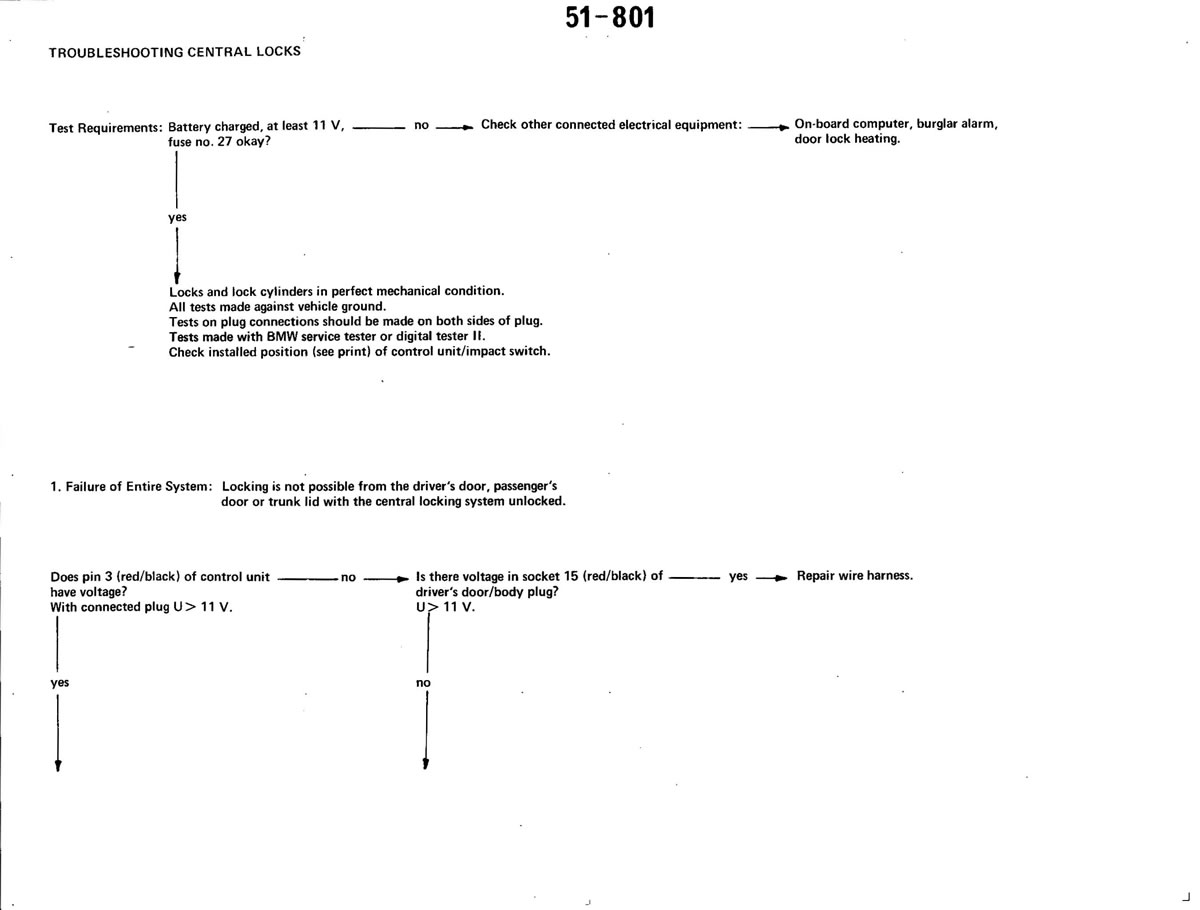 51-801
TROUBLESHOOTING CENTRAL LOCKS
Test Requirements: Battery charged, at least 11 V, no Check other connected electrical equipment: On-board computer, burglar alarm,
fuse no. 27 okay? door lock heating.
yes
Locks and lock cylinders in perfect mechanical condition.
All tests made against vehicle ground.
Tests on plug connections should be made on both sides of plug.
Tests made with BMW service tester or digital tester II.
Check installed position (see print) of control unit/impact switch.
1. Failure of Entire System: Locking is not possible from the driver's door, passenger's
door or trunk lid with the central locking system unlocked.
Does pin 3 (red/black) of control unit no Is there voltage in socket 15 (red/black) of yes Repair wire harness.
have voltage? driver's door/body plug?
With connected plug U > 11 V. U > 11 V.
yes no